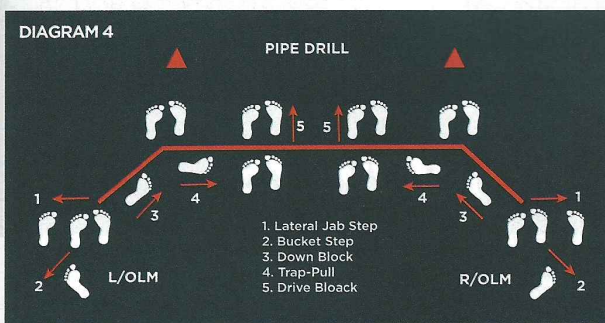 DIAGRAM 4
PIPE DRILL
5 5
1 4 4 1
3 3
1. Lateral Jab Step
2. Bucket Step
3. Down Block
4. Trap-Pull
5. Drive Bloack
2 L/OLM R/OLM 2